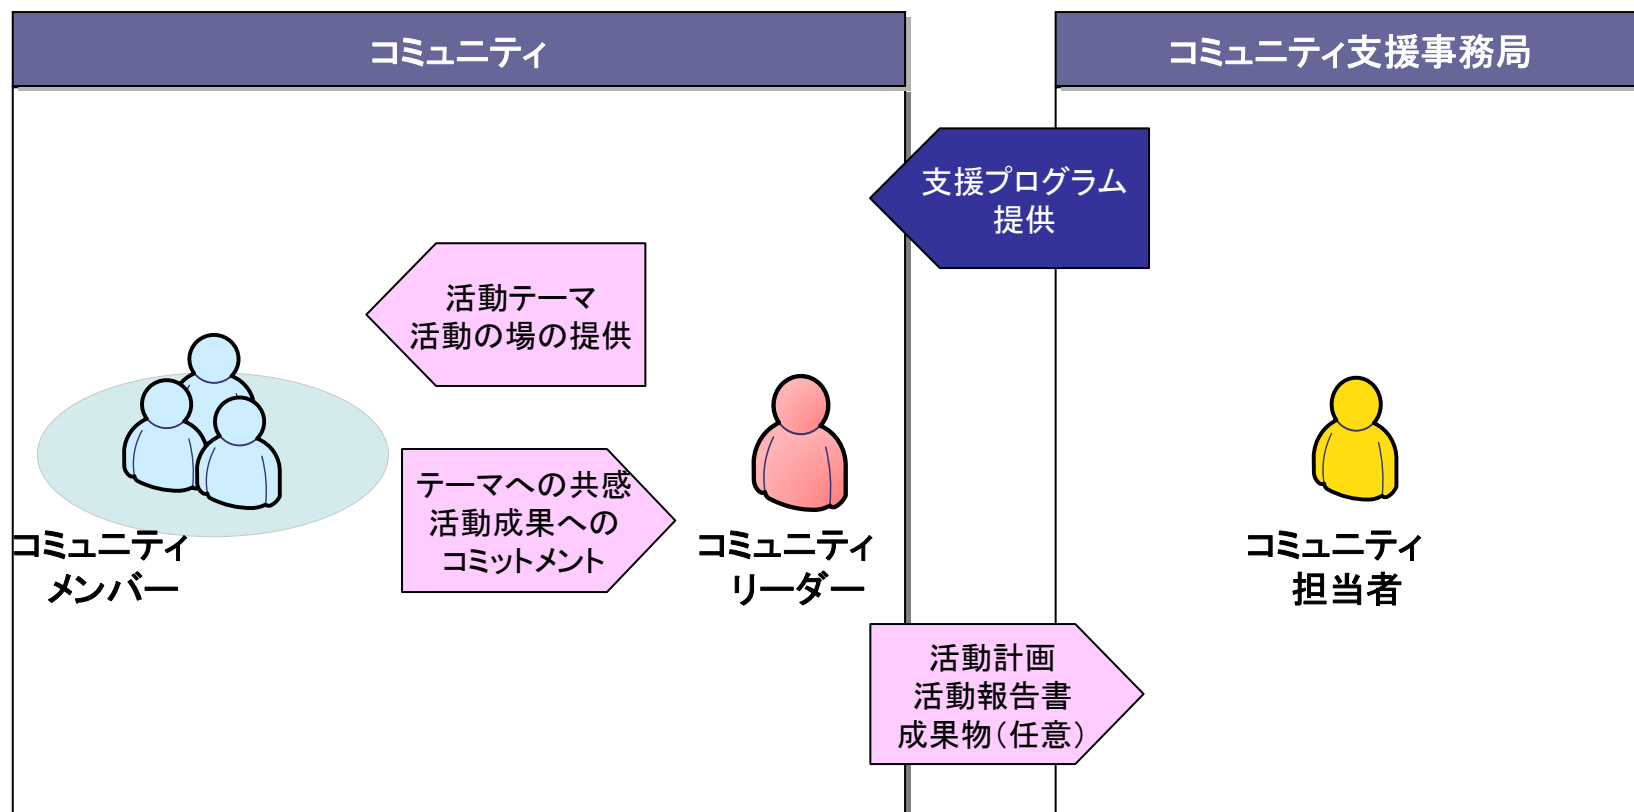 コミュニティ
コミュニティ支援事務局
支援プログラム
提供
活動テーマ
活動の場の提供
テーマへの共感
活動成果への
コミットメント
コミュニティ
メンバー
コミュニティ
リーダー
コミュニティ
担当者
活動計画
活動報告書
成果物（任意）